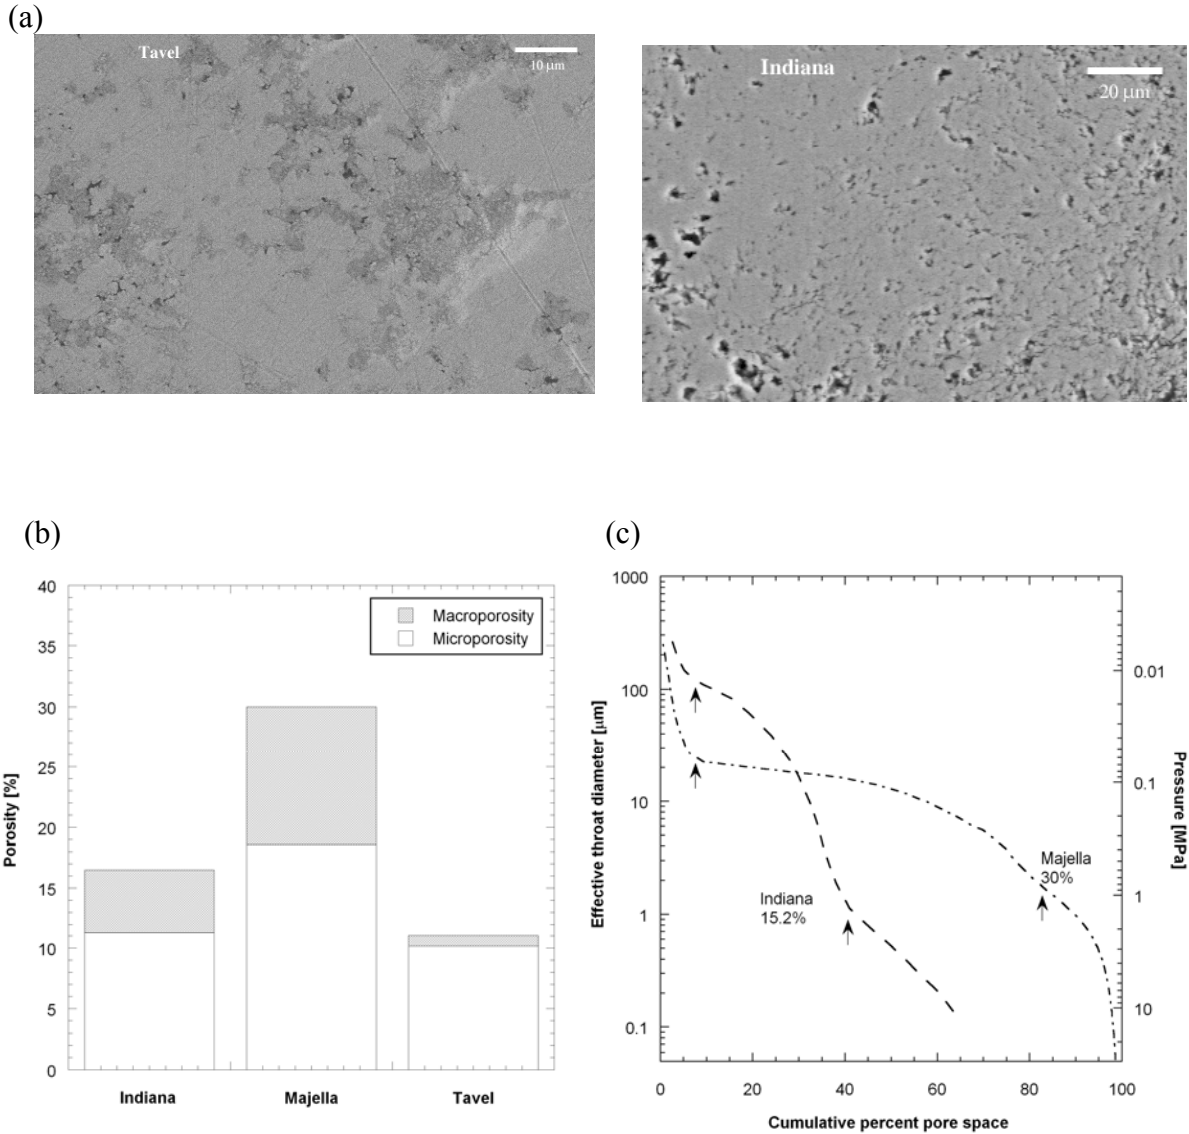 (a)
Tavel
10 μm
Indiana
20 μm
(b)
Porosity [%]
40
35
30
25
20
15
10
5
0
Macroporosity
Microporosity
Indiana
Majella
Tavel
(c)
Effective throat diameter [μm]
1000
100
10
1
0.1
Indiana
15.2%
Majella
30%
0.01
0.1
1
10
Pressure [MPa]
0
20
40
60
80
100
Cumulative percent pore space